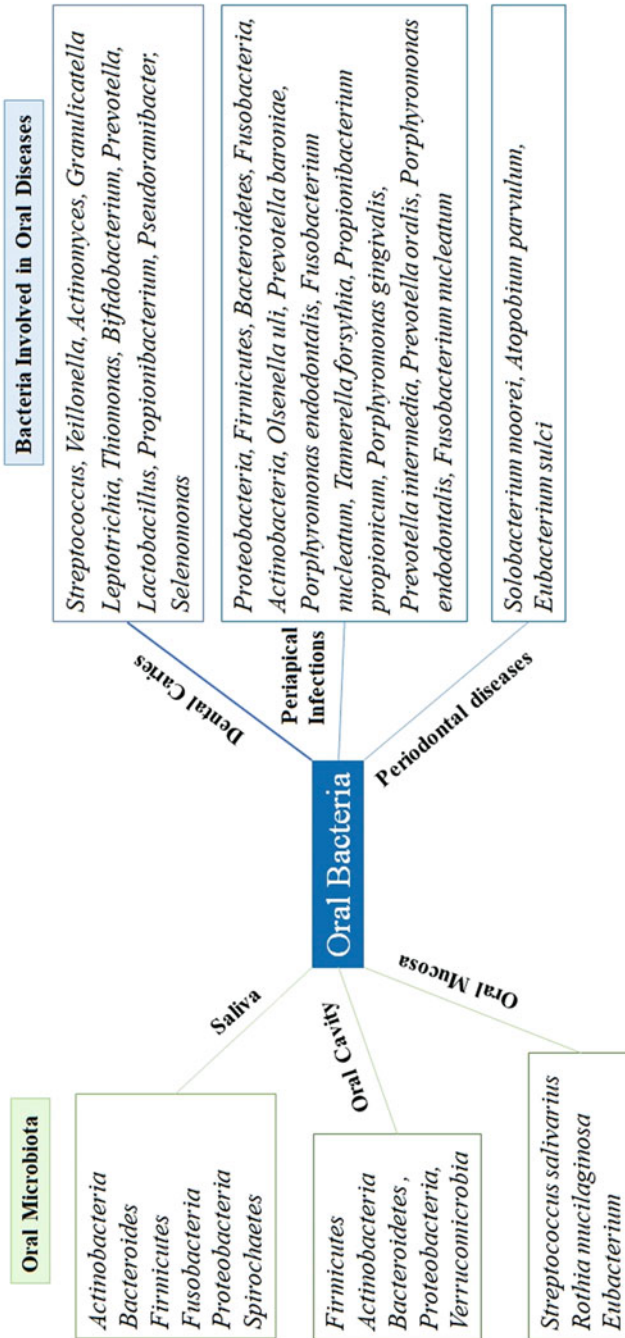 Oral Microbiota
Actinobacteria
Bacteroides
Firmicutes
Fusobacteria
Proteobacteria
Spirochaetes
Firmicutes
Actinobacteria
Bacteroidetes,
Proteobacteria,
Verrucomicrobia
Streptococcus salivarius
Rothia mucilaginosa
Eubacterium
Saliva
Oral Cavity
Oral Mucosa
Oral Bacteria
Dental Caries
Periapical
Infections
Periodontal diseases
Bacteria Involved in Oral Diseases
Streptococcus, Veillonella, Actinomyces, Granulicatella
Leptotrichia, Thiomonas, Bifidobacterium, Prevotella,
Lactobacillus, Propionibacterium, Pseudoramibacter,
Selenomonas
Proteobacteria, Firmicutes, Bacteroidetes, Fusobacteria,
Actinobacteria, Olsenella uli, Prevotella baroniae,
Porphyromonas endodontalis, Fusobacterium
nucleatum, Tannerella forsythia, Propionibacterium
propionicum, Porphyromonas gingivalis,
Prevotella intermedia, Prevotella oralis, Porphyromonas
endodontalis, Fusobacterium nucleatum
Solobacterium moorei, Atopobium parvulum,
Eubacterium sulci